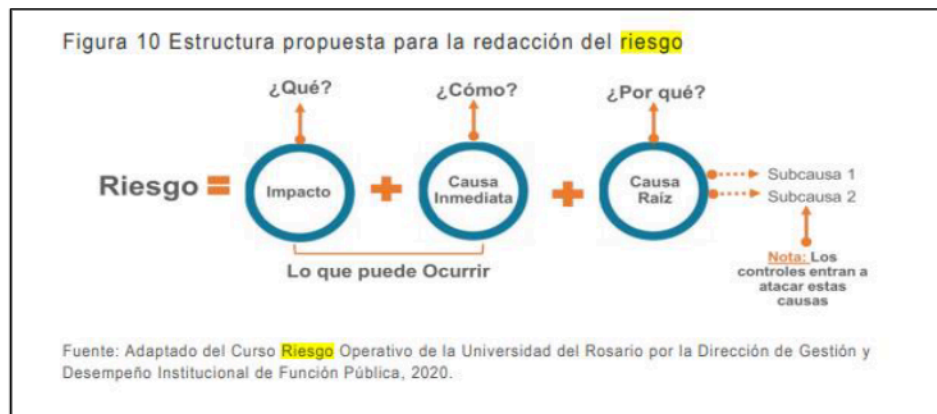 Figura 10 Estructura propuesta para la redacción del riesgo
¿Qué?
¿Cómo?
¿Por qué?
Riesgo = Impacto + Causa Inmediata + Causa Raíz
Subcausa 1
Subcausa 2
Lo que puede Ocurrir
Nota: Los
controles entran a
atacar estas
causas
Fuente: Adaptado del Curso Riesgo Operativo de la Universidad del Rosario por la Dirección de Gestión y
Desempeño Institucional de Función Pública, 2020.